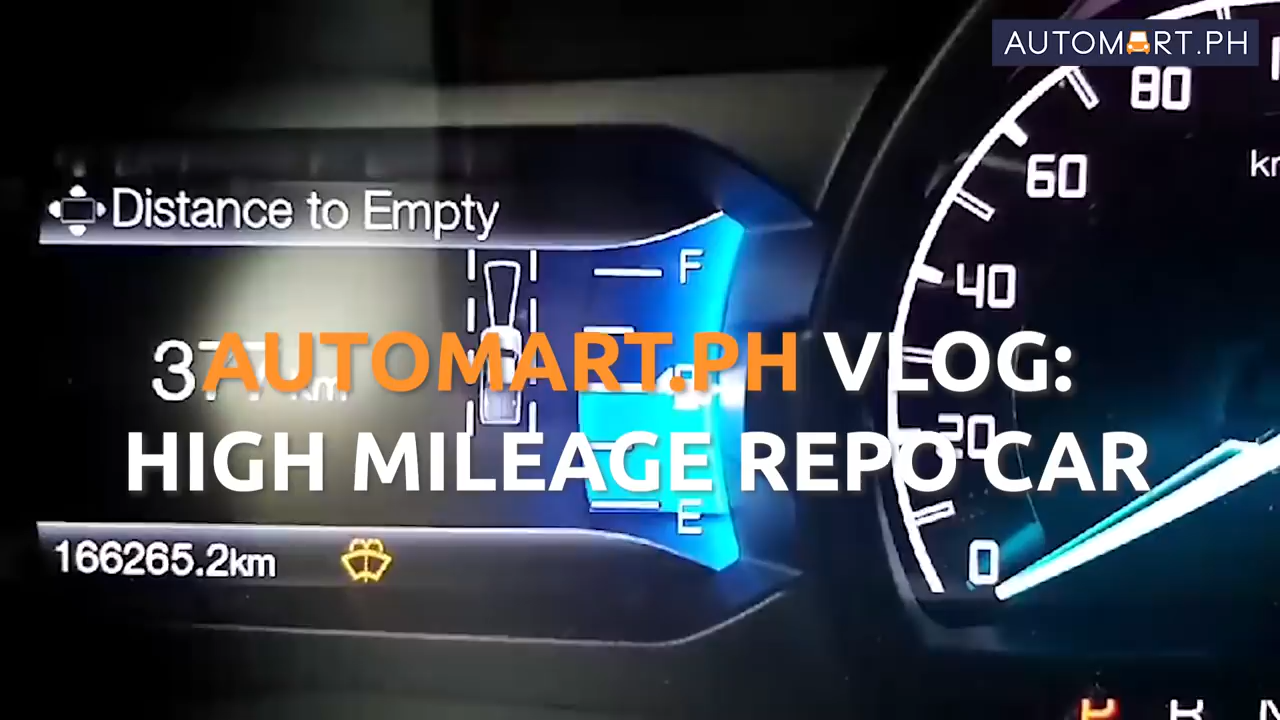 AUTOMART.PH
80
60
km
Distance to Empty
F
40
AUTOMART.PH VLOG:
20
HIGH MILEAGE REPO CAR
E
166265.2km
0
P R N